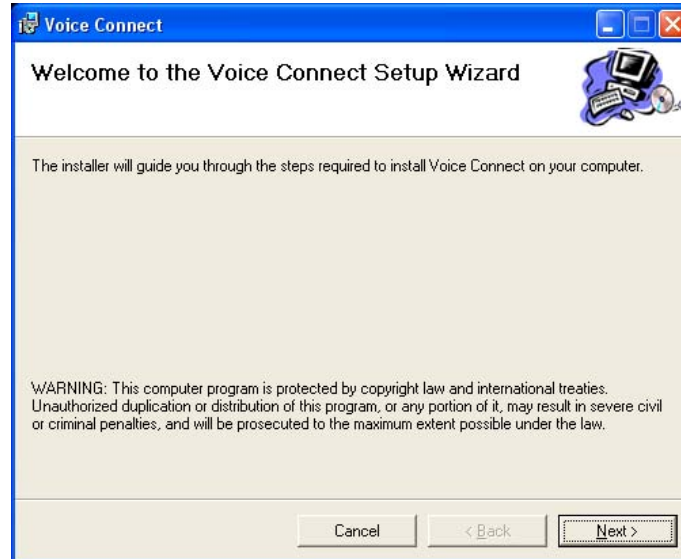 Voice Connect
Welcome to the Voice Connect Setup Wizard
The installer will guide you through the steps required to install Voice Connect on your computer.
WARNING: This computer program is protected by copyright law and international treaties.
Unauthorized duplication or distribution of this program, or any portion of it, may result in severe civil
or criminal penalties, and will be prosecuted to the maximum extent possible under the law.
Cancel
< Back
Next >